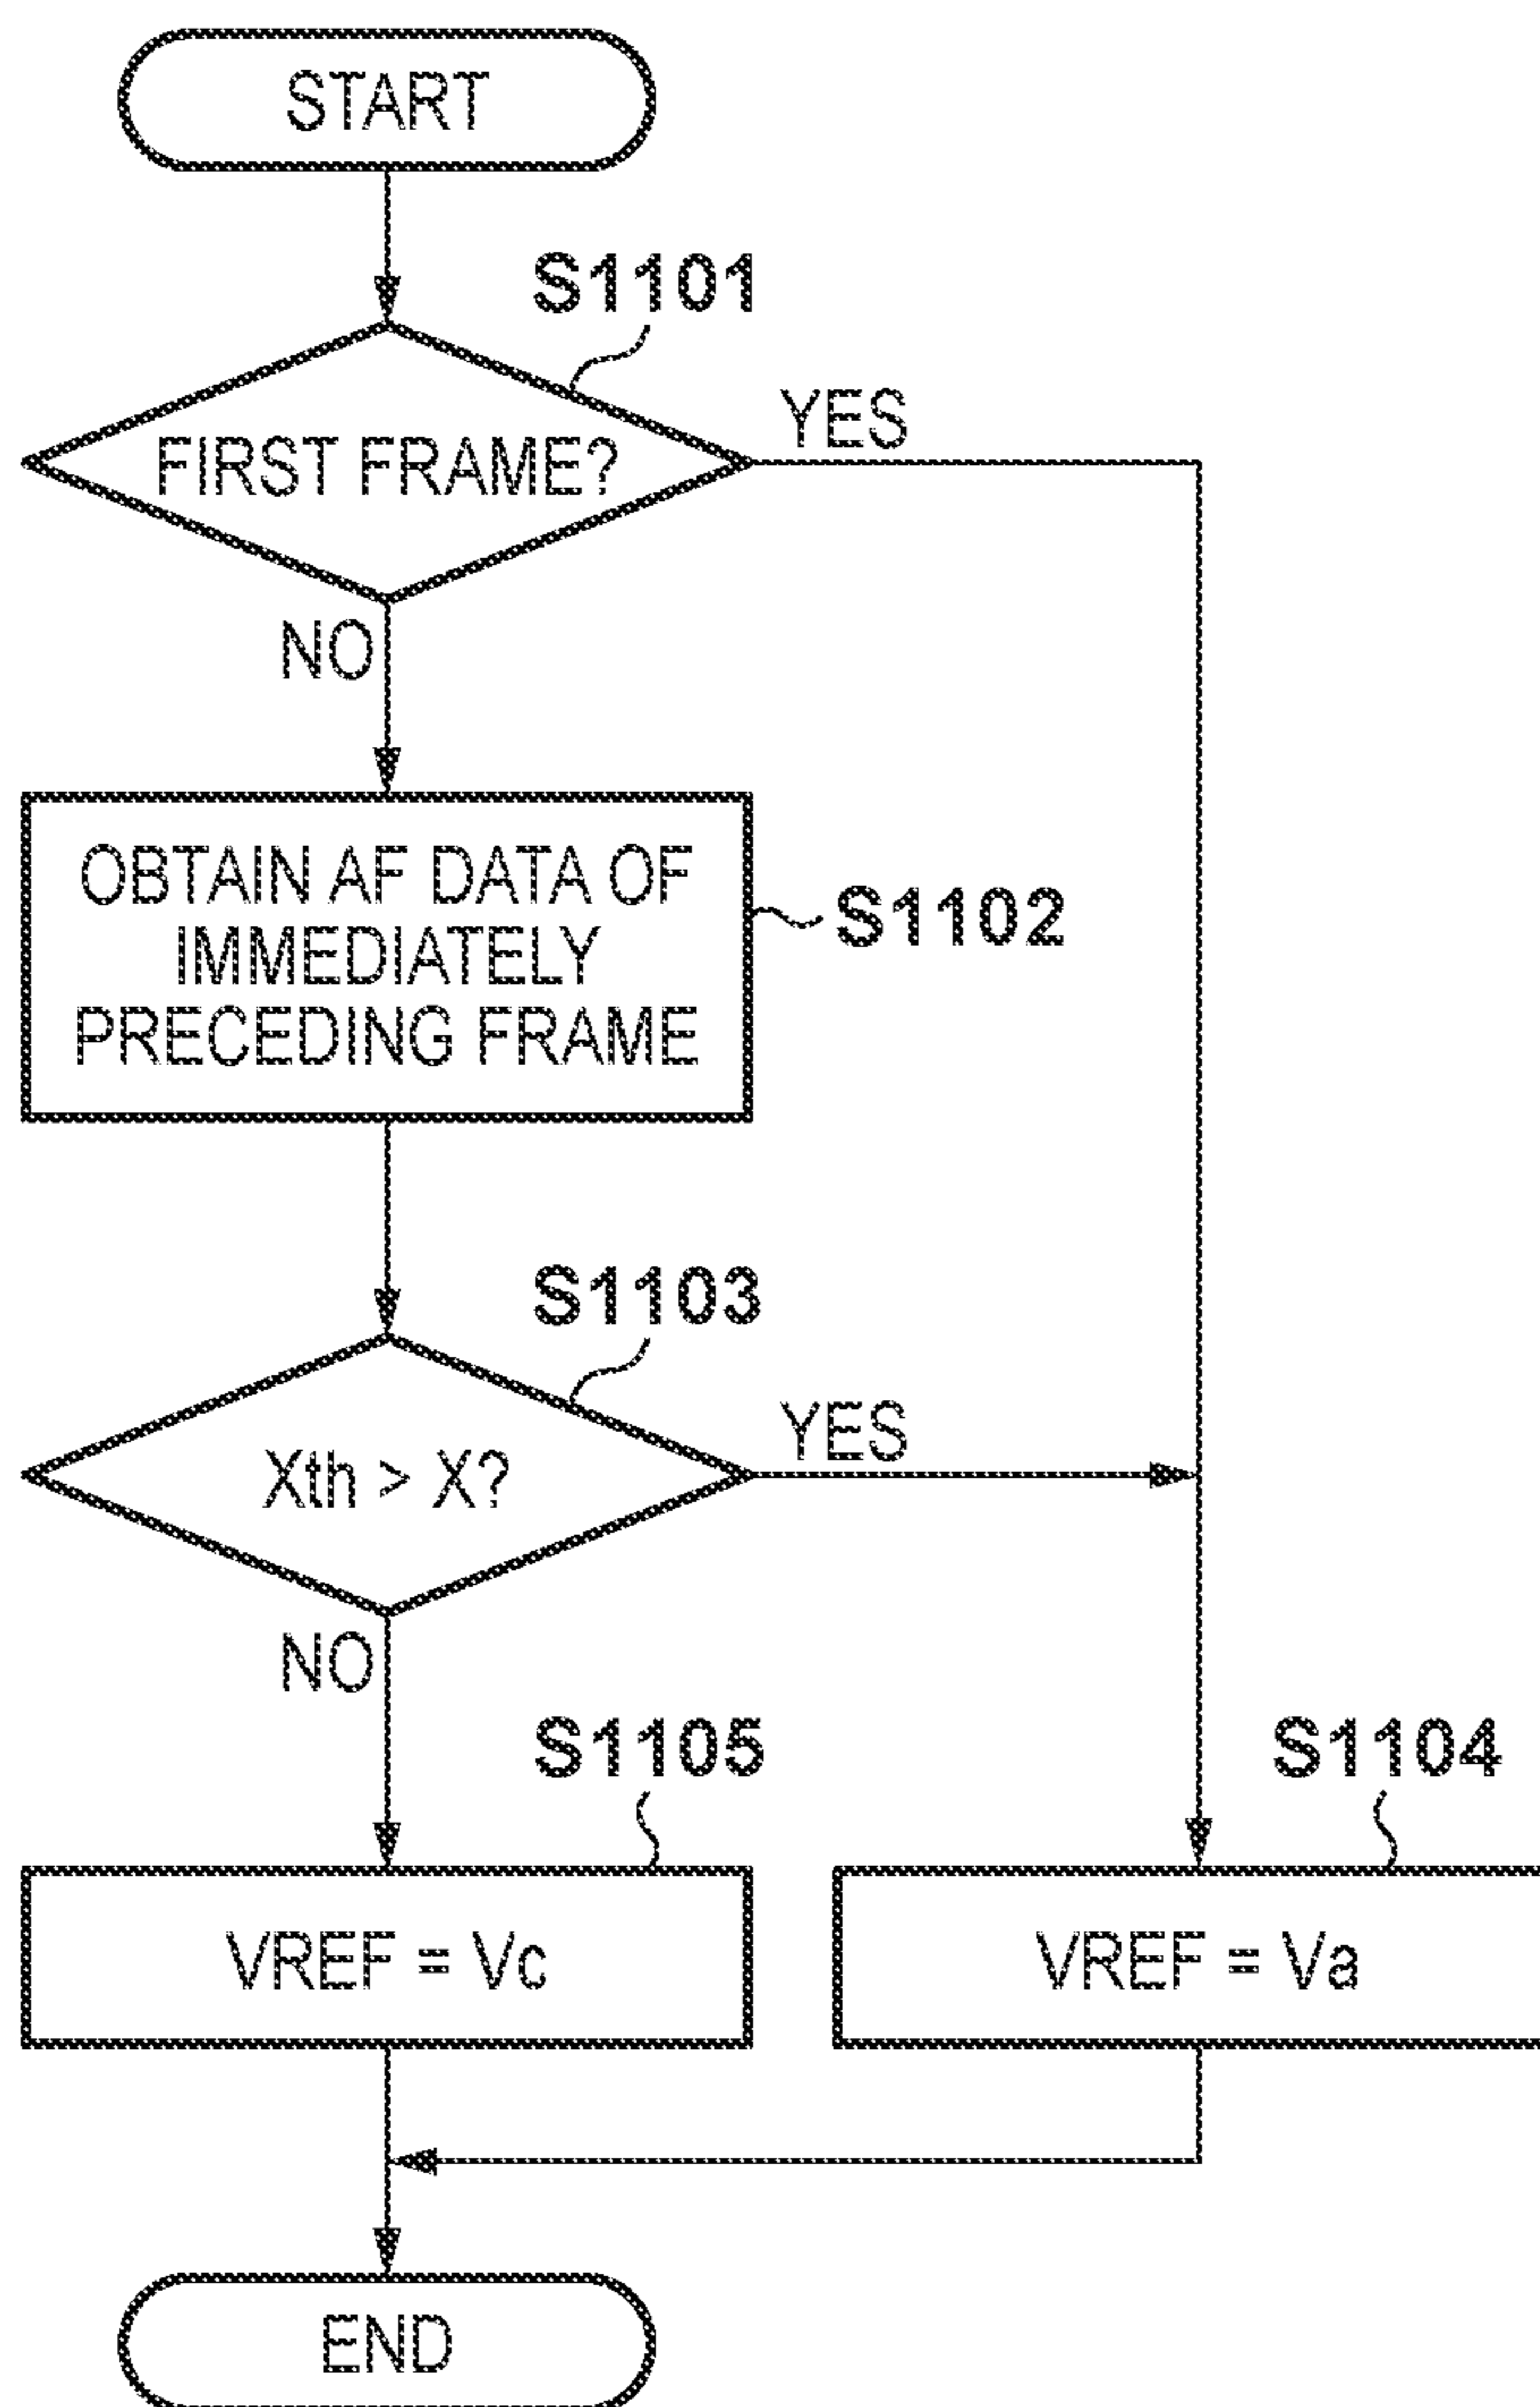 START
S1101
FIRST FRAME?
YES
NO
OBTAIN AF DATA OF
IMMEDIATELY
PRECEDING FRAME
S1102
S1103
Xth > X?
YES
NO
S1105
S1104
VREF = Vc
VREF = Va
END